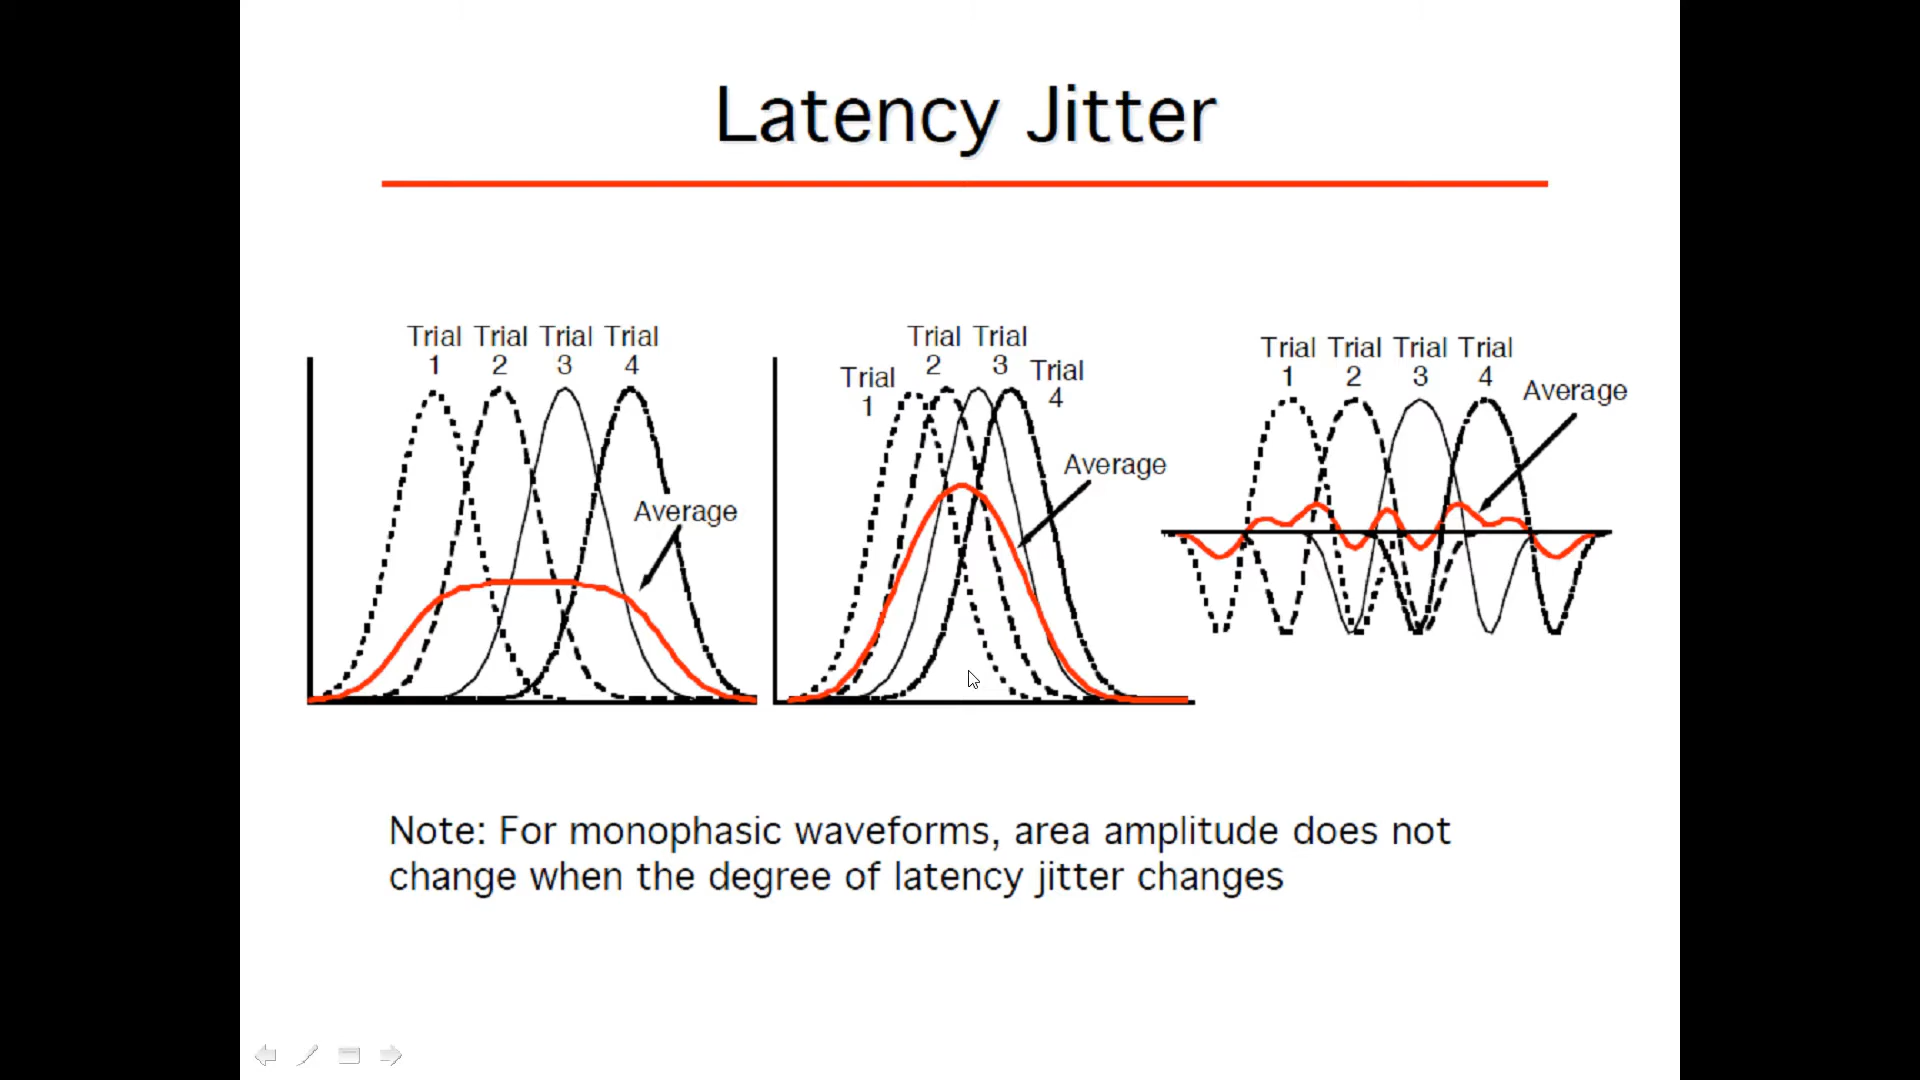 Latency Jitter
Trial Trial Trial Trial
1 2 3 4
Average
Trial Trial
2 3
Trial
1
Trial
4
Average
Trial Trial Trial Trial
1 2 3 4
Average
Note: For monophasic waveforms, area amplitude does not
change when the degree of latency jitter changes